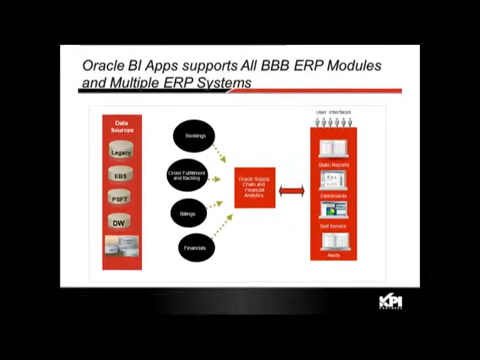 Oracle BI Apps supports All BBB ERP Modules
and Multiple ERP Systems
Data
Sources
Legacy
EBS
PSFT
DW
Bookings
Order Fulfillment
and Backlog
Billings
Financials
Oracle Supply
Chain and
Financial
Analytics
User Interfaces
Static Reports
Dashboards
Self Service
Alerts
KPI
PARTNERS